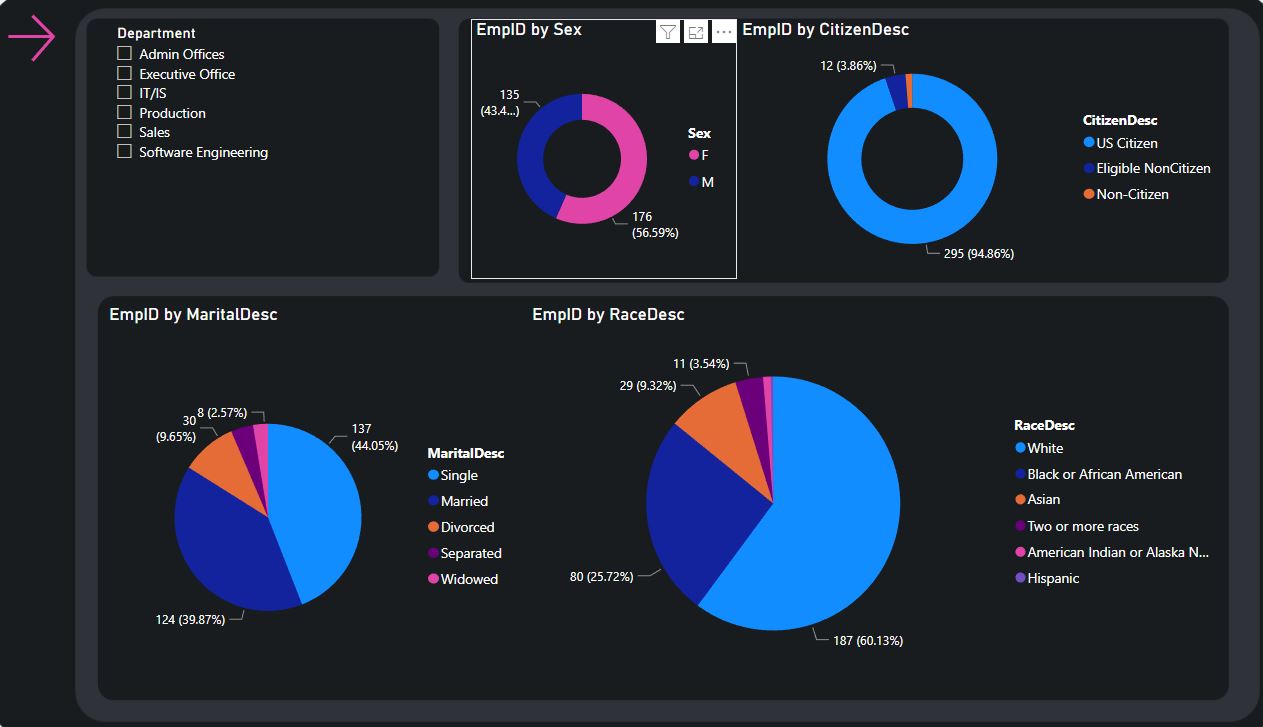 Department
Admin Offices
Executive Office
IT/IS
Production
Sales
Software Engineering
EmpID by Sex
135
(43.4...)
176
(56.59%)
Sex
F
M
EmpID by CitizenDesc
12 (3.86%)
295 (94.86%)
CitizenDesc
US Citizen
Eligible NonCitizen
Non-Citizen
EmpID by MaritalDesc
8 (2.57%)
30
(9.65%)
137
(44.05%)
124 (39.87%)
MaritalDesc
Single
Married
Divorced
Separated
Widowed
EmpID by RaceDesc
11 (3.54%)
29 (9.32%)
80 (25.72%)
187 (60.13%)
RaceDesc
White
Black or African American
Asian
Two or more races
American Indian or Alaska N...
Hispanic